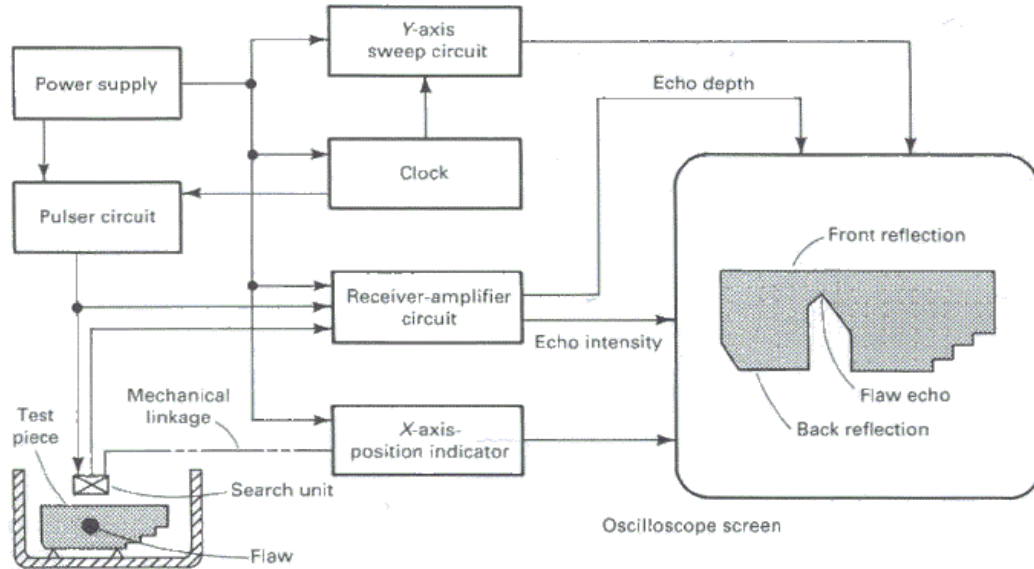 Y-axis
sweep circuit
Power supply
Echo depth
Clock
Pulser circuit
Front reflection
Receiver-amplifier
circuit
Echo intensity
Flaw echo
Mechanical
linkage
Back reflection
Test
piece
X-axis-
position indicator
Search unit
Oscilloscope screen
Flaw